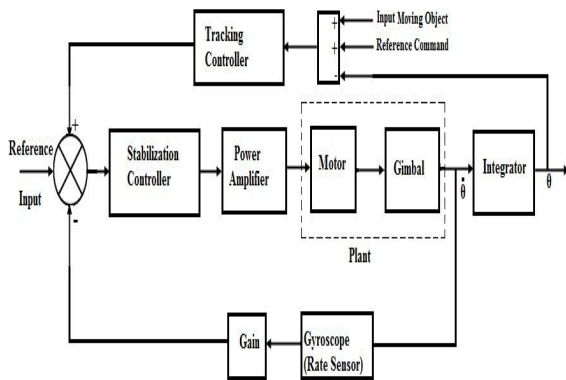 Tracking
Controller
+
+
-
Input Moving Object
Reference Command
Reference
Input
+
-
Stabilization
Controller
Power
Amplifier
Motor
Gimbal
Plant
θ̇
Integrator
θ
Gain
Gyroscope
(Rate Sensor)